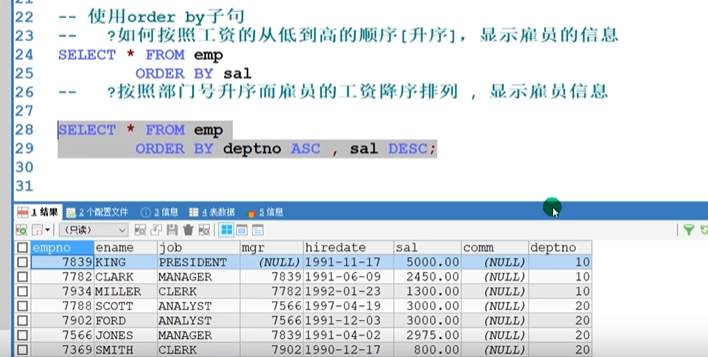 22 -- 使用order by子句
23 -- ?如何按照工资的从低到高的顺序[升序], 显示雇员的信息
24 SELECT * FROM emp
25 ORDER BY sal
26 -- ?按照部门号升序而雇员的工资降序排列 , 显示雇员信息
27
28 SELECT * FROM emp
29 ORDER BY deptno ASC , sal DESC;
30
31
1 结果 2 个配置文件 3 信息 4 表数据 5 信息
(只读)
empno ename job mgr hiredate sal comm deptno
7839 KING PRESIDENT (NULL) 1991-11-17 5000.00 (NULL) 10
7782 CLARK MANAGER 7839 1991-06-09 2450.00 (NULL) 10
7934 MILLER CLERK 7782 1992-01-23 1300.00 (NULL) 10
7788 SCOTT ANALYST 7566 1997-04-19 3000.00 (NULL) 20
7902 FORD ANALYST 7566 1991-12-03 3000.00 (NULL) 20
7566 JONES MANAGER 7839 1991-04-02 2975.00 (NULL) 20
7369 SMITH CLERK 7902 1990-12-17 800.00 (NULL) 20